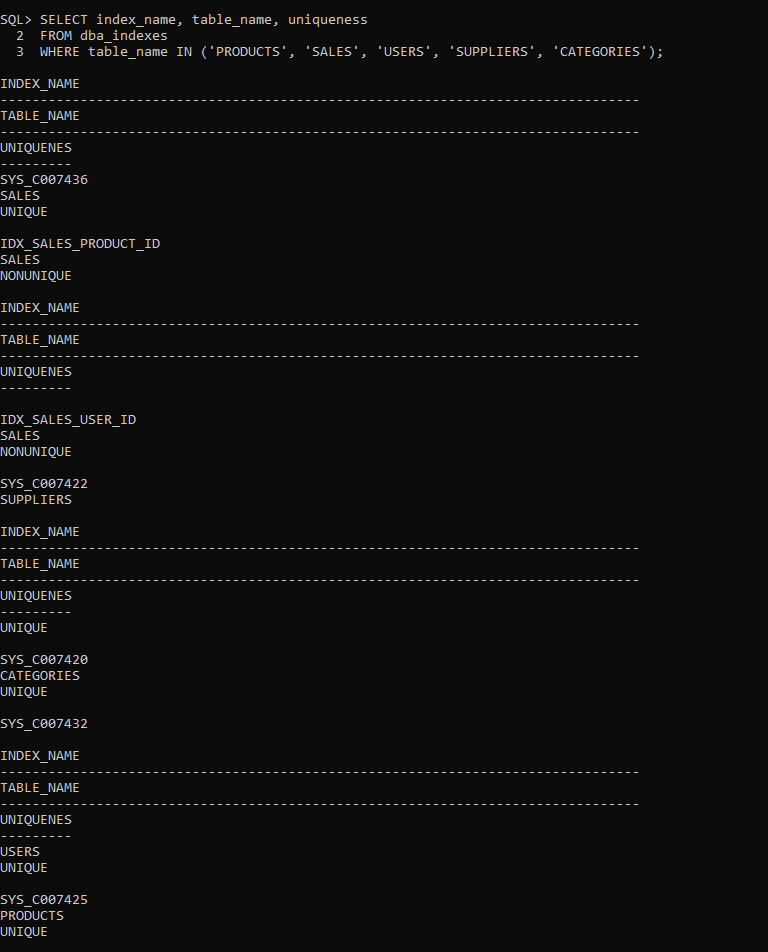 SQL> SELECT index_name, table_name, uniqueness
  2  FROM dba_indexes
  3  WHERE table_name IN ('PRODUCTS', 'SALES', 'USERS', 'SUPPLIERS', 'CATEGORIES');
INDEX_NAME
--------------------------------------------------------------------------------
TABLE_NAME
--------------------------------------------------------------------------------
UNIQUENES
---------
SYS_C007436
SALES
UNIQUE
IDX_SALES_PRODUCT_ID
SALES
NONUNIQUE
INDEX_NAME
--------------------------------------------------------------------------------
TABLE_NAME
--------------------------------------------------------------------------------
UNIQUENES
---------
IDX_SALES_USER_ID
SALES
NONUNIQUE
SYS_C007422
SUPPLIERS
INDEX_NAME
--------------------------------------------------------------------------------
TABLE_NAME
--------------------------------------------------------------------------------
UNIQUENES
---------
UNIQUE
SYS_C007420
CATEGORIES
UNIQUE
SYS_C007432
INDEX_NAME
--------------------------------------------------------------------------------
TABLE_NAME
--------------------------------------------------------------------------------
UNIQUENES
---------
USERS
UNIQUE
SYS_C007425
PRODUCTS
UNIQUE